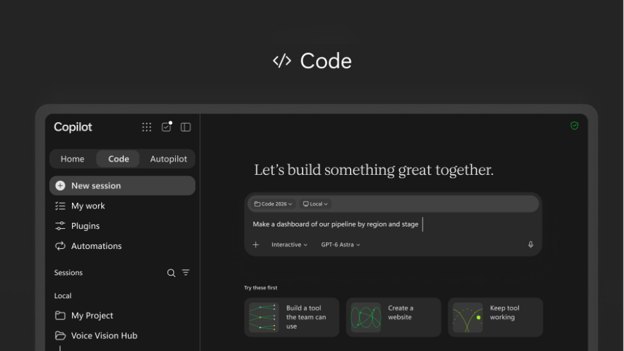 </> Code
Copilot
Home Code Autopilot
New session
My work
Plugins
Automations
Sessions
Local
My Project
Voice Vision Hub
Let's build something great together.
Code 2026 Local
Make a dashboard of our pipeline by region and stage
Interactive GPT-6 Astra
Try these first
Build a tool
the team can
use
Create a
website
Keep tool
working